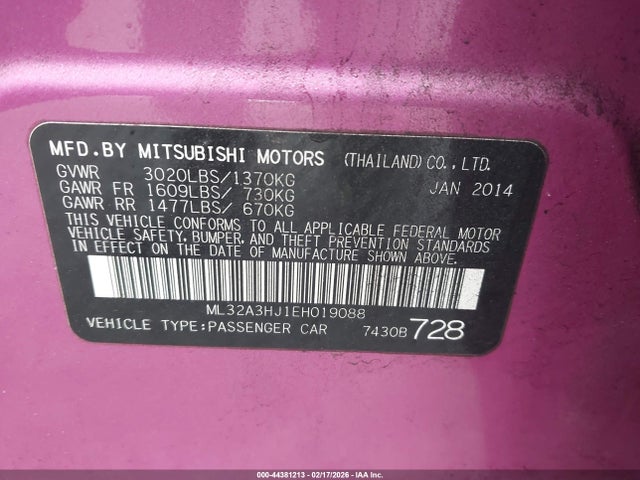 MFD.BY MITSUBISHI MOTORS (THAILAND)CO.,LTD.
GVWR 3020LBS/1370KG JAN 2014
GAWR FR 1609LBS/ 730KG
GAWR RR 1477LBS/ 670KG
THIS VEHICLE CONFORMS TO ALL APPLICABLE FEDERAL MOTOR
VEHICLE SAFETY, BUMPER, AND THEFT PREVENTION STANDARDS
IN EFFECT ON THE DATE OF MANUFACTURE SHOWN ABOVE.
ML32A3HJ1EH019088
VEHICLE TYPE:PASSENGER CAR 7430B 728
000-44381213 - 02/17/2026 - IAA Inc.